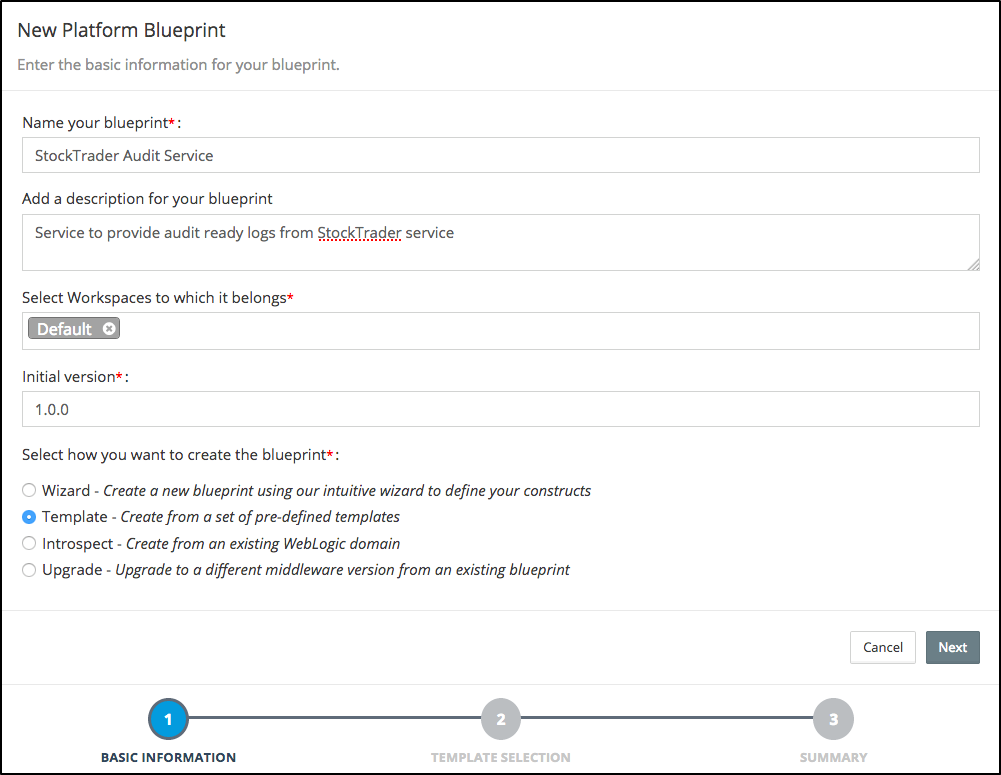 New Platform Blueprint
Enter the basic information for your blueprint.
Name your blueprint*:
StockTrader Audit Service
Add a description for your blueprint
Service to provide audit ready logs from StockTrader service
Select Workspaces to which it belongs*
Default
Initial version*:
1.0.0
Select how you want to create the blueprint*:
Wizard - Create a new blueprint using our intuitive wizard to define your constructs
Template - Create from a set of pre-defined templates
Introspect - Create from an existing WebLogic domain
Upgrade - Upgrade to a different middleware version from an existing blueprint
Cancel Next
1 2 3
BASIC INFORMATION TEMPLATE SELECTION SUMMARY